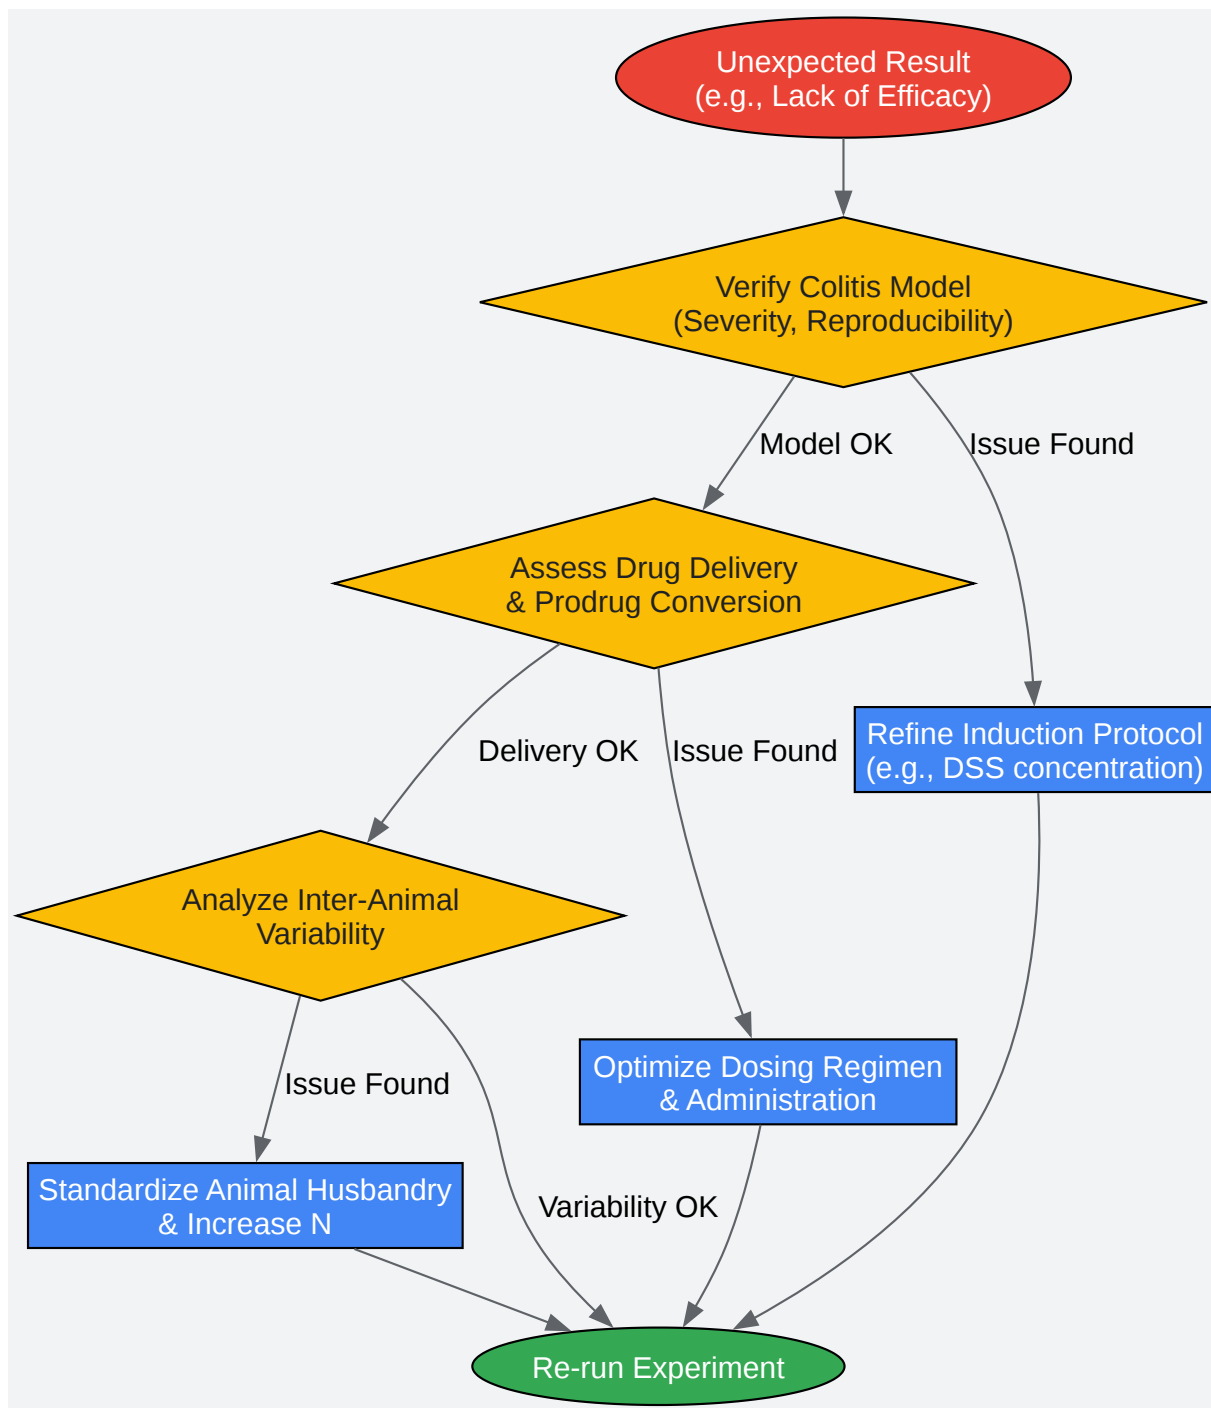 Unexpected Result
(e.g., Lack of Efficacy)
Verify Colitis Model
(Severity, Reproducibility)
Model OK
Issue Found
Assess Drug Delivery
& Prodrug Conversion
Refine Induction Protocol
(e.g., DSS concentration)
Delivery OK
Issue Found
Analyze Inter-Animal
Variability
Optimize Dosing Regimen
& Administration
Issue Found
Standardize Animal Husbandry
& Increase N
Variability OK
Re-run Experiment